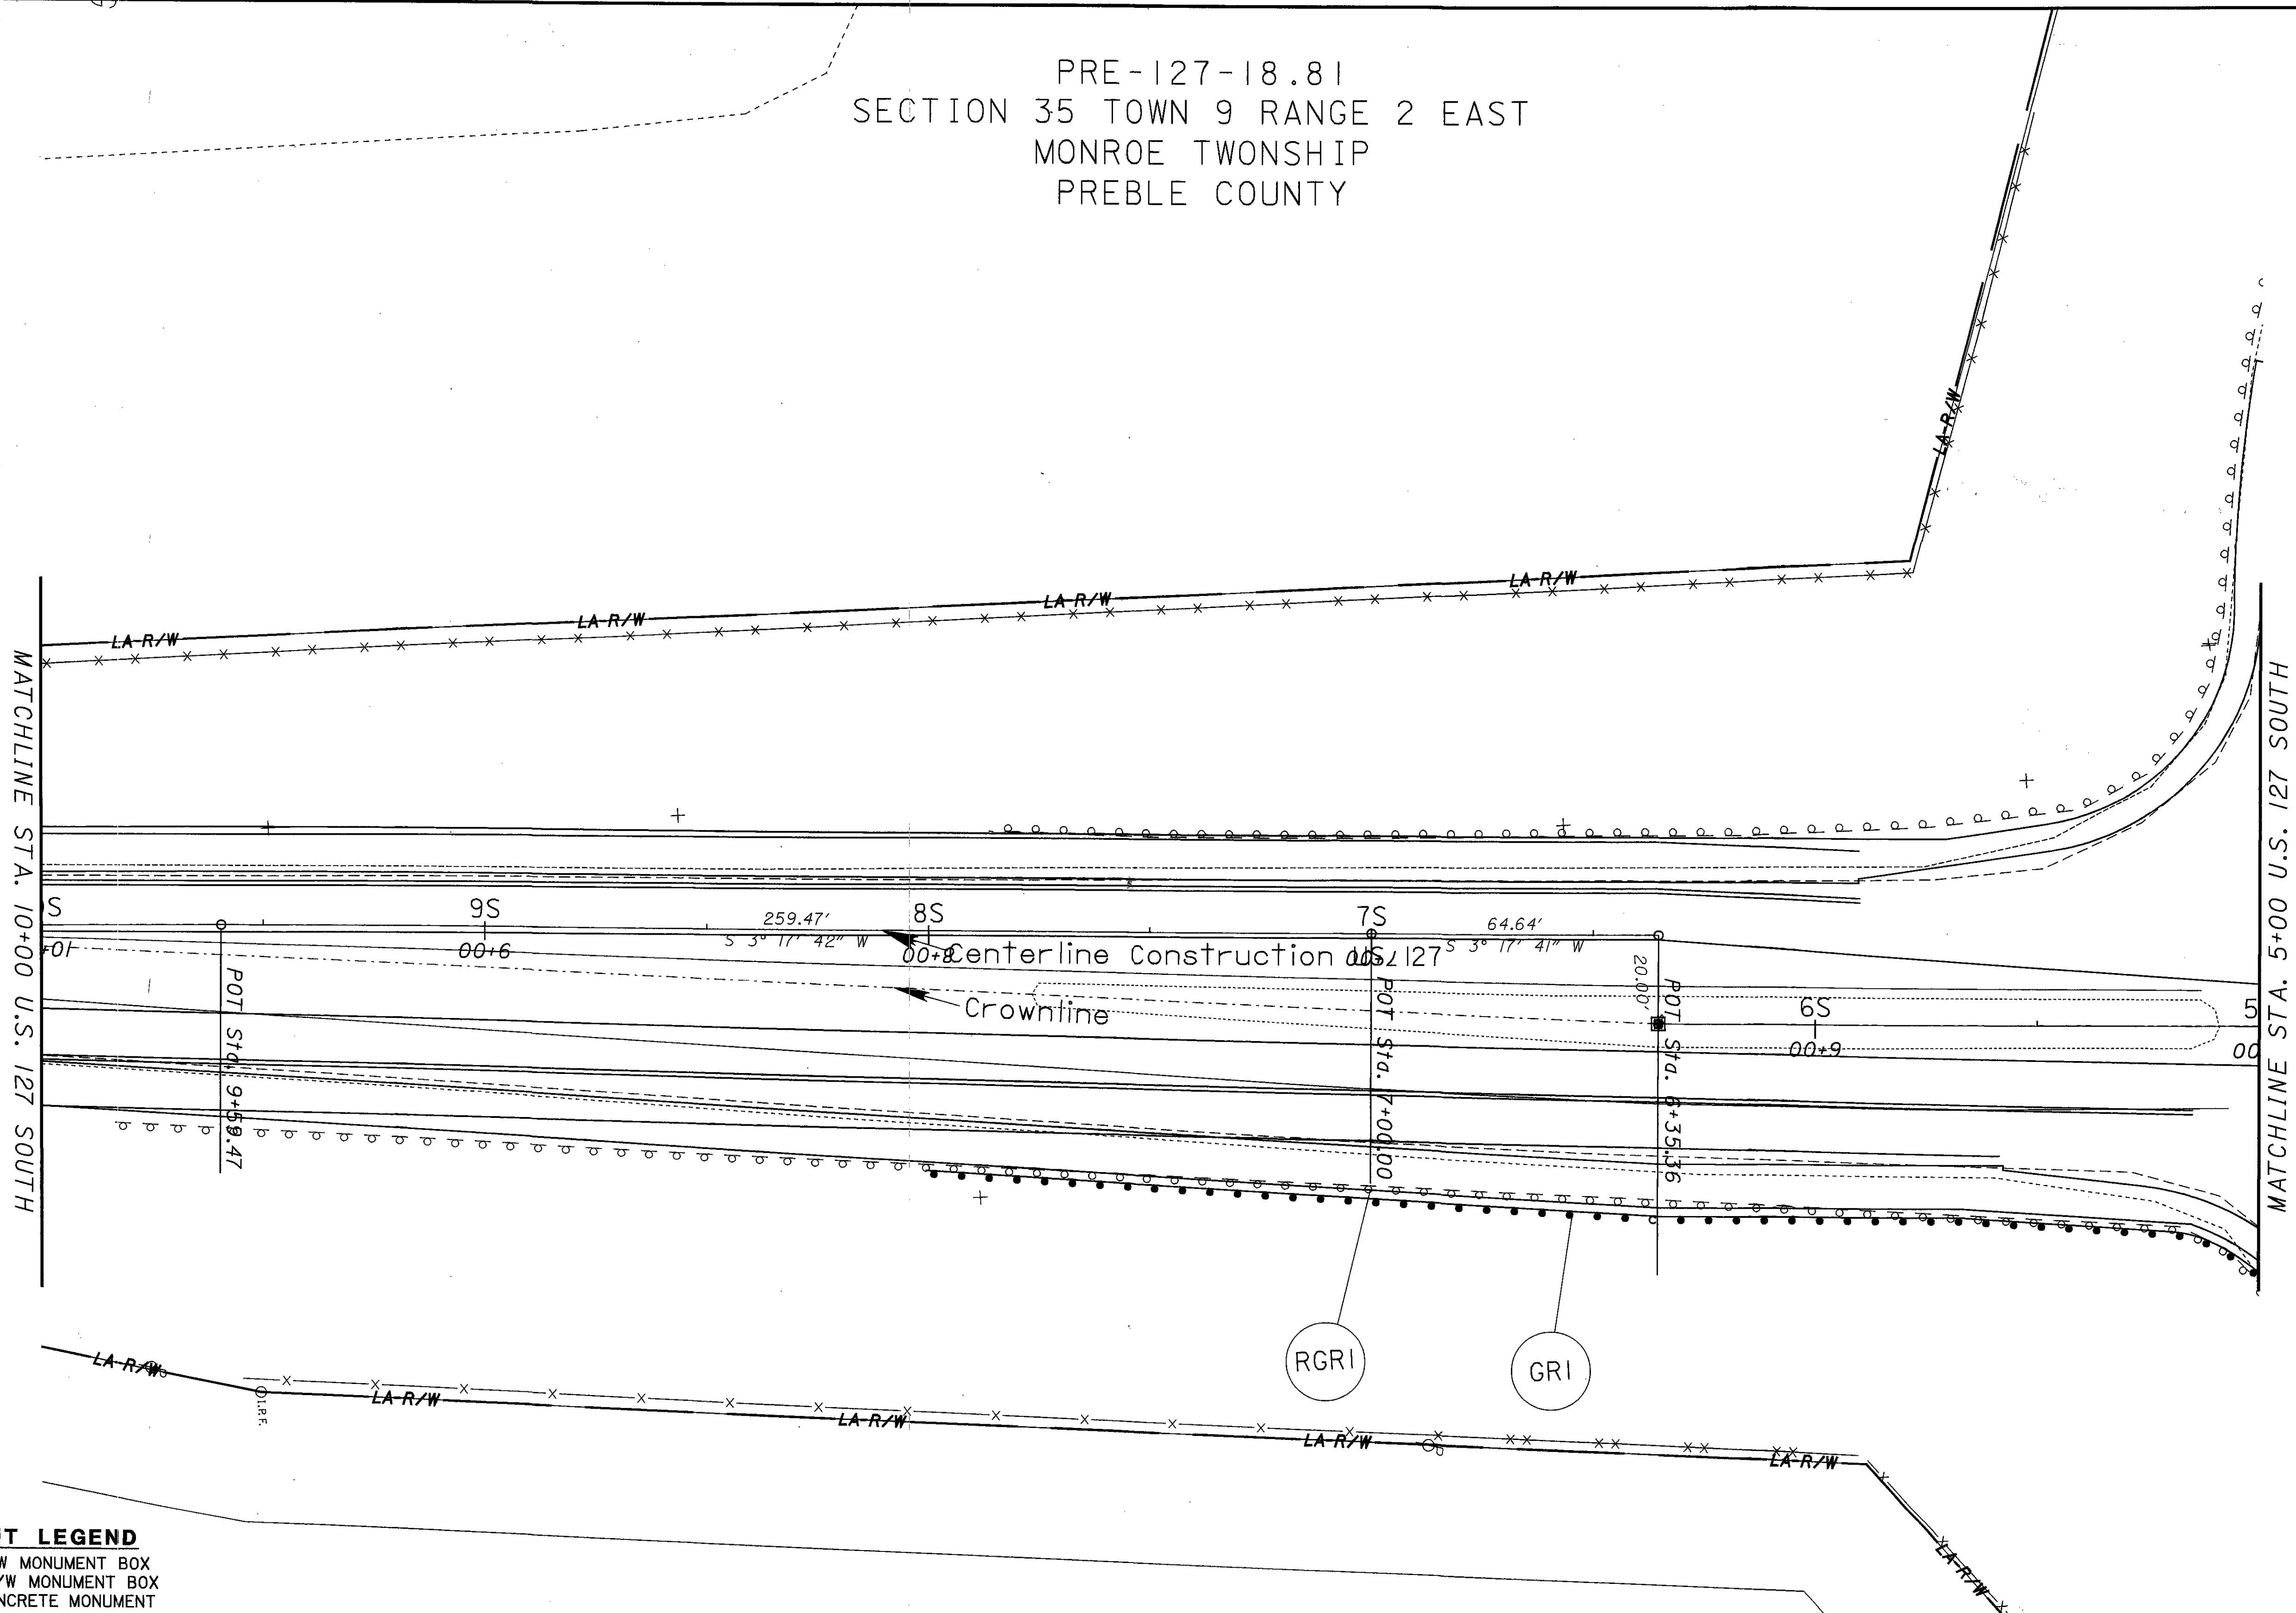 PRE-127-18.81
SECTION 35 TOWN 9 RANGE 2 EAST
MONROE TWONSHIP
PREBLE COUNTY
LA-R/W
LA-R/W
LA-R/W
LA-R/W
LA-R/W
MATCHLINE STA. 10+00 U.S. 127 SOUTH
MATCHLINE STA. 5+00 U.S. 127 SOUTH
9S
259.47'
8S
7S
64.64'
S 3° 17' 42" W
S 3° 17' 41" W
10+
9+00
8+00
Centerline Construction U.S. 127
7+00
Crownline
20.00'
6S
5
6+00
00
POT Sta. 9+59.47
POT Sta. 7+00.00
POT Sta. 6+35.36
RGR1
GR1
LA-R/W
I.P.F.
LA-R/W
LA-R/W
LA-R/W
LA-R/W
LA-R/W
LEGEND
MONUMENT BOX
MONUMENT BOX
MONUMENT